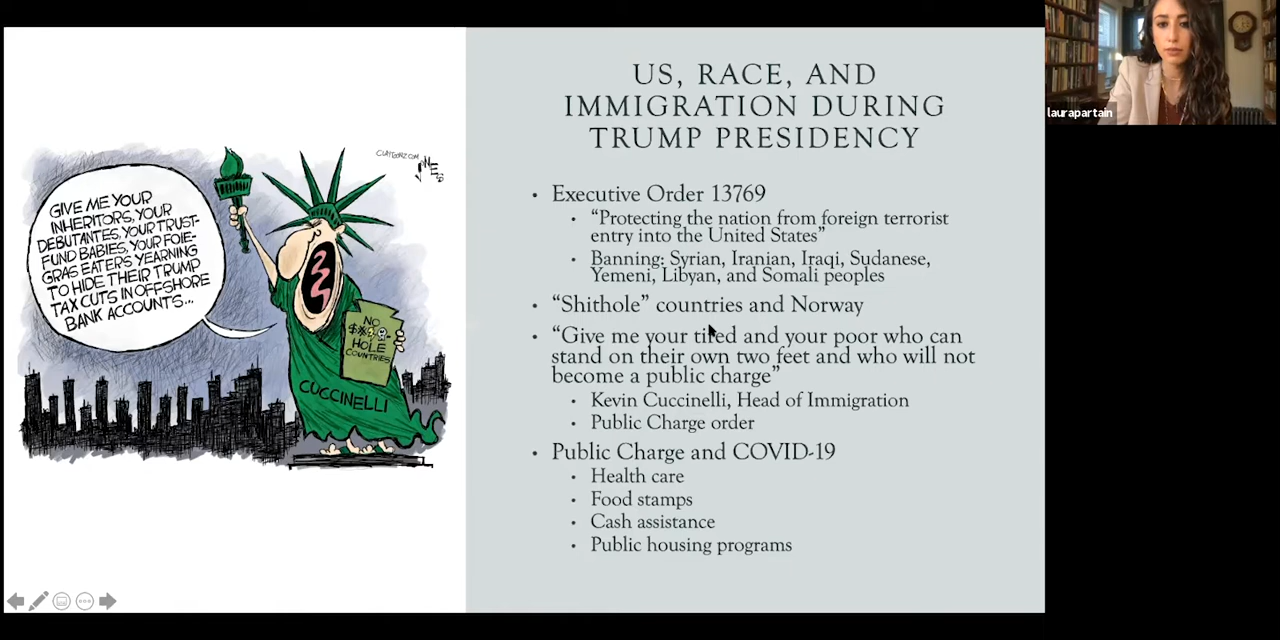 US, RACE, AND
IMMIGRATION DURING
TRUMP PRESIDENCY
laurapartain
CLAYTOONZ.COM
JONES
GIVE ME YOUR
INHERITORS, YOUR
DEBUTANTES, YOUR TRUST-
FUND BABIES, YOUR FOIE-
GRAS EATERS YEARNING
TO HIDE THEIR TRUMP
TAX CUTS IN OFFSHORE
BANK ACCOUNTS...
NO
HOLE
COUNTRIES
CUCCINELLI
• Executive Order 13769
• “Protecting the nation from foreign terrorist
entry into the United States”
• Banning: Syrian, Iranian, Iraqi, Sudanese,
Yemeni, Libyan, and Somali peoples
• “Shithole” countries and Norway
• “Give me your tired and your poor who can
stand on their own two feet and who will not
become a public charge”
• Kevin Cuccinelli, Head of Immigration
• Public Charge order
• Public Charge and COVID-19
• Health care
• Food stamps
• Cash assistance
• Public housing programs